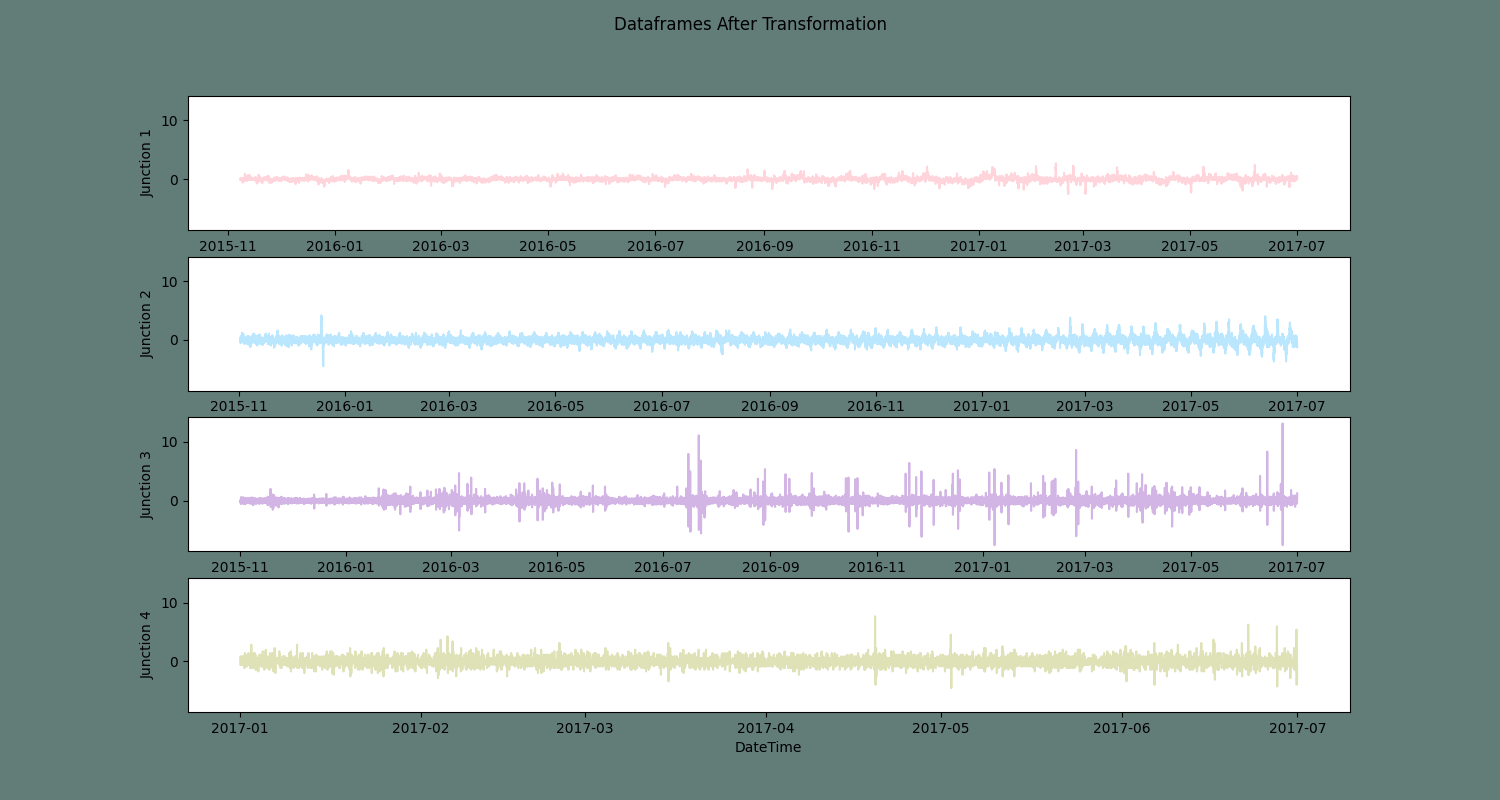 Dataframes After Transformation
Junction 1
10
0
2015-11 2016-01 2016-03 2016-05 2016-07 2016-09 2016-11 2017-01 2017-03 2017-05 2017-07
Junction 2
10
0
2015-11 2016-01 2016-03 2016-05 2016-07 2016-09 2016-11 2017-01 2017-03 2017-05 2017-07
Junction 3
10
0
2015-11 2016-01 2016-03 2016-05 2016-07 2016-09 2016-11 2017-01 2017-03 2017-05 2017-07
Junction 4
10
0
2017-01 2017-02 2017-03 2017-04 2017-05 2017-06 2017-07
DateTime